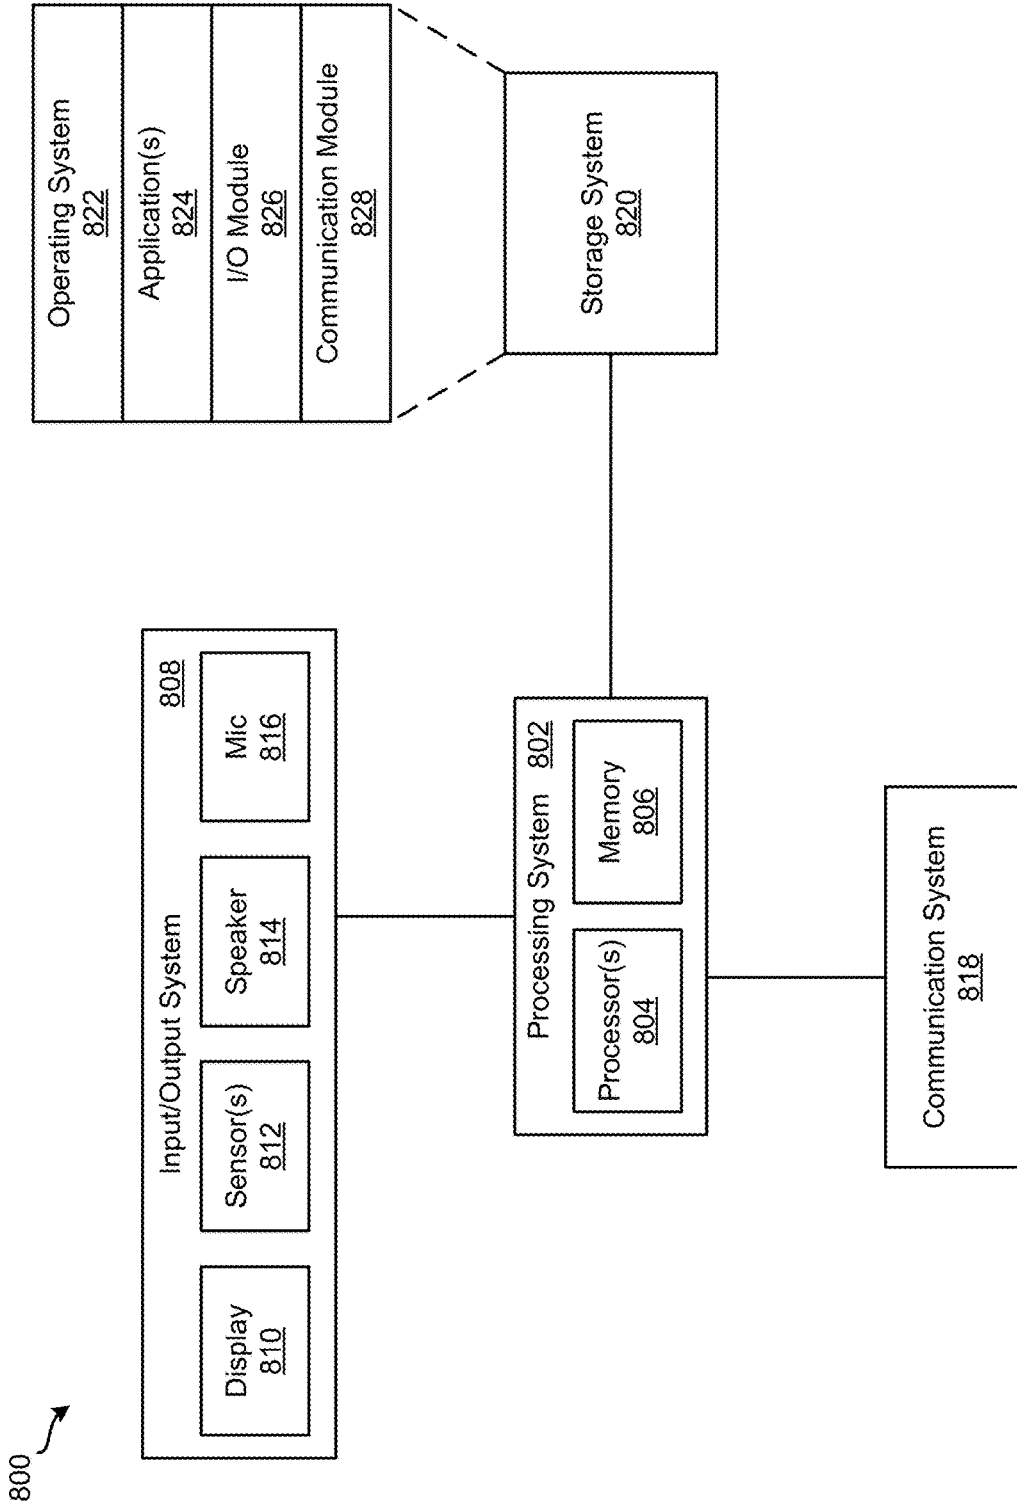 800
Input/Output System
808
Display
810
Sensor(s)
812
Speaker
814
Mic
816
Processing System
802
Processor(s)
804
Memory
806
Communication System
818
Operating System
822
Application(s)
824
I/O Module
826
Communication Module
828
Storage System
820